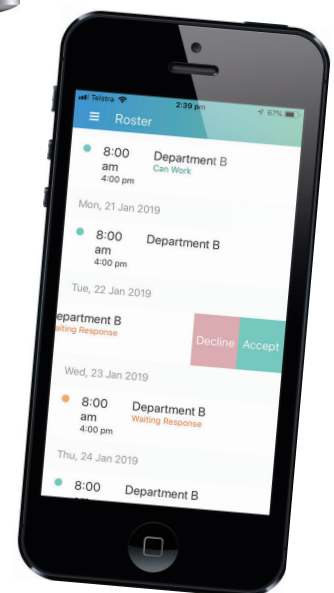 Telstra 2:39 pm 67%
Roster
8:00 am Department B
4:00 pm Can Work
Mon, 21 Jan 2019
8:00 am Department B
4:00 pm
Tue, 22 Jan 2019
epartment B Decline Accept
aiting Response
Wed, 23 Jan 2019
8:00 am Department B
4:00 pm Waiting Response
Thu, 24 Jan 2019
8:00 Department B